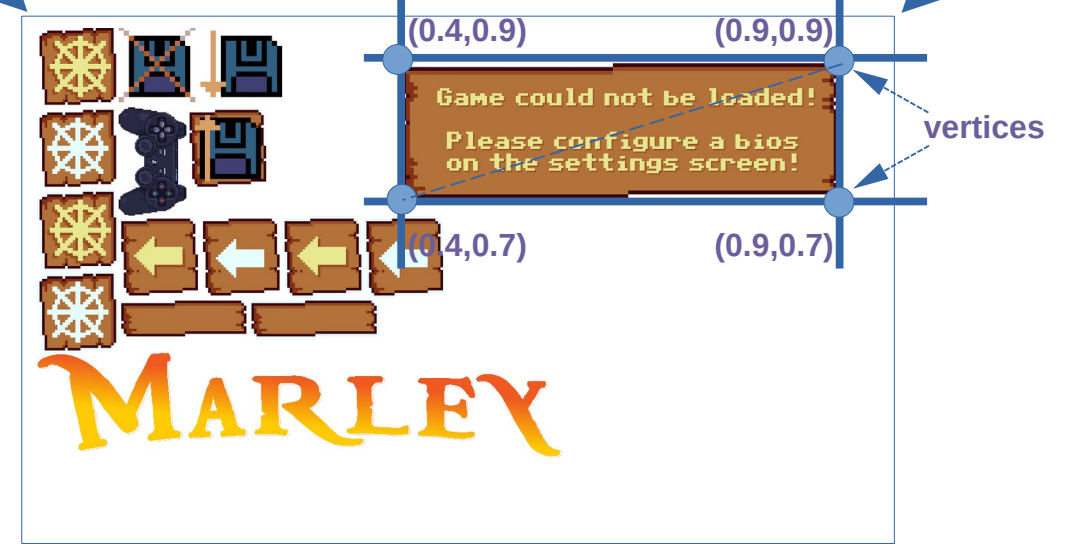 (0.4,0.9)
(0.9,0.9)
Game could not be loaded!
Please configure a bios
on the settings screen!
vertices
(0.4,0.7)
(0.9,0.7)
MARLEY